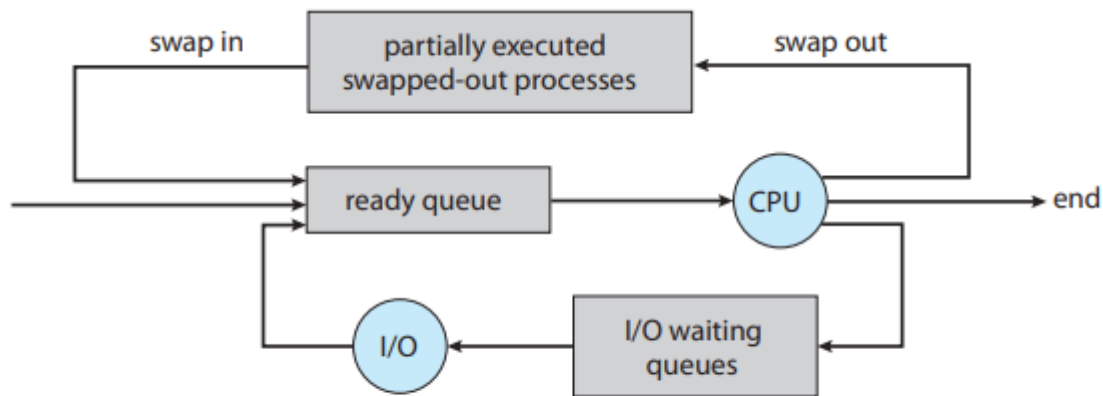 swap in
partially executed
swapped-out processes
swap out
ready queue
CPU
end
I/O
I/O waiting
queues